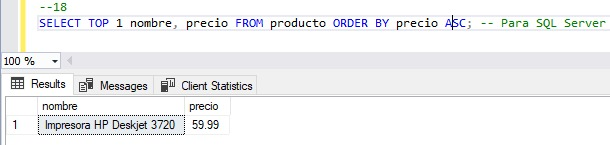 --18
SELECT TOP 1 nombre, precio FROM producto ORDER BY precio ASC; -- Para SQL Server
100 %
Results Messages Client Statistics
nombre precio
1 Impresora HP Deskjet 3720 59.99